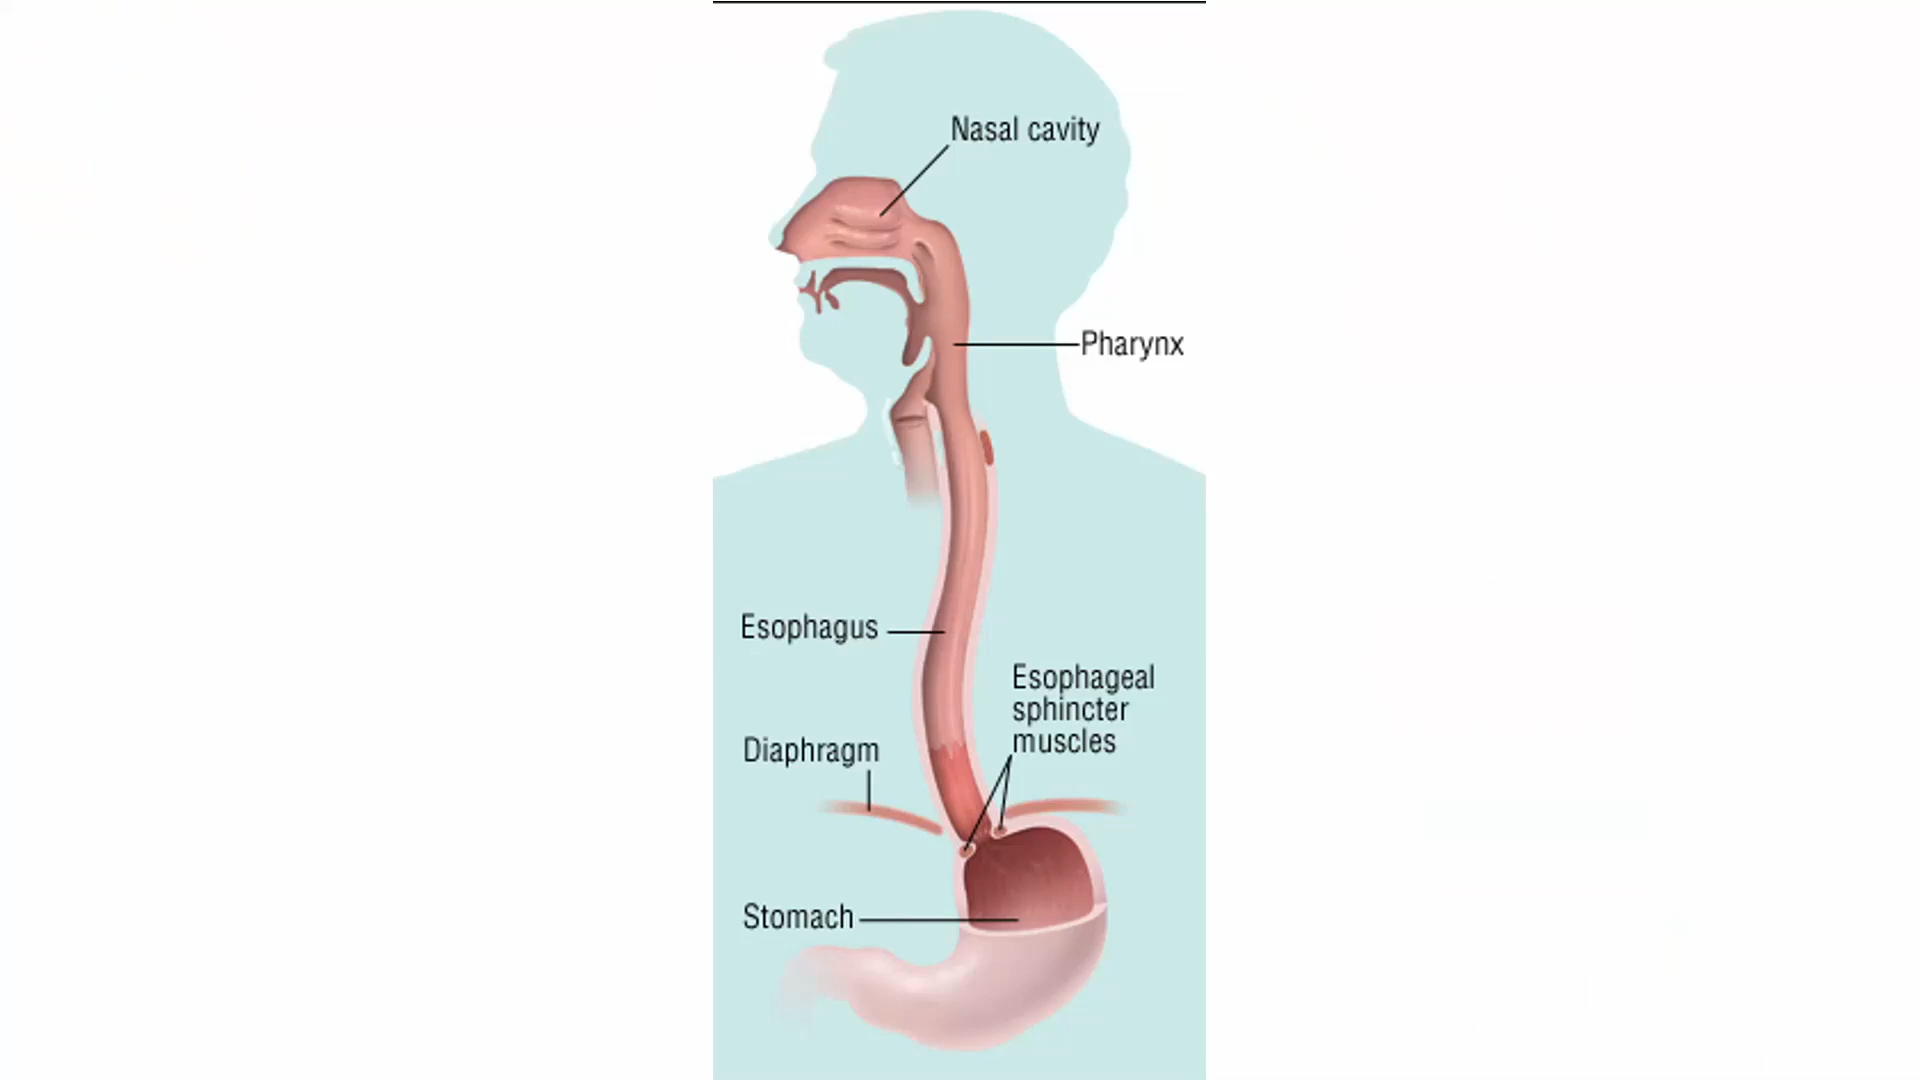 Nasal cavity
Pharynx
Esophagus
Esophageal
sphincter
muscles
Diaphragm
Stomach